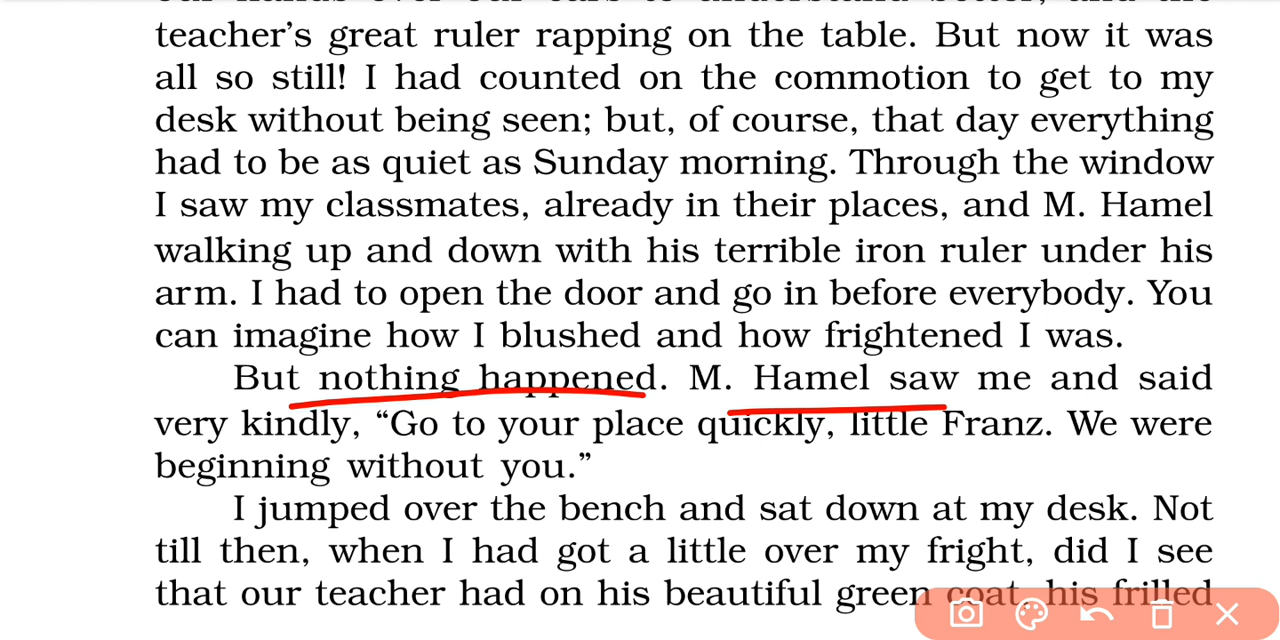 teacher's great ruler rapping on the table. But now it was
all so still! I had counted on the commotion to get to my
desk without being seen; but, of course, that day everything
had to be as quiet as Sunday morning. Through the window
I saw my classmates, already in their places, and M. Hamel
walking up and down with his terrible iron ruler under his
arm. I had to open the door and go in before everybody. You
can imagine how I blushed and how frightened I was.
But nothing happened. M. Hamel saw me and said
very kindly, “Go to your place quickly, little Franz. We were
beginning without you.”
I jumped over the bench and sat down at my desk. Not
till then, when I had got a little over my fright, did I see
that our teacher had on his beautiful green coat, his frilled